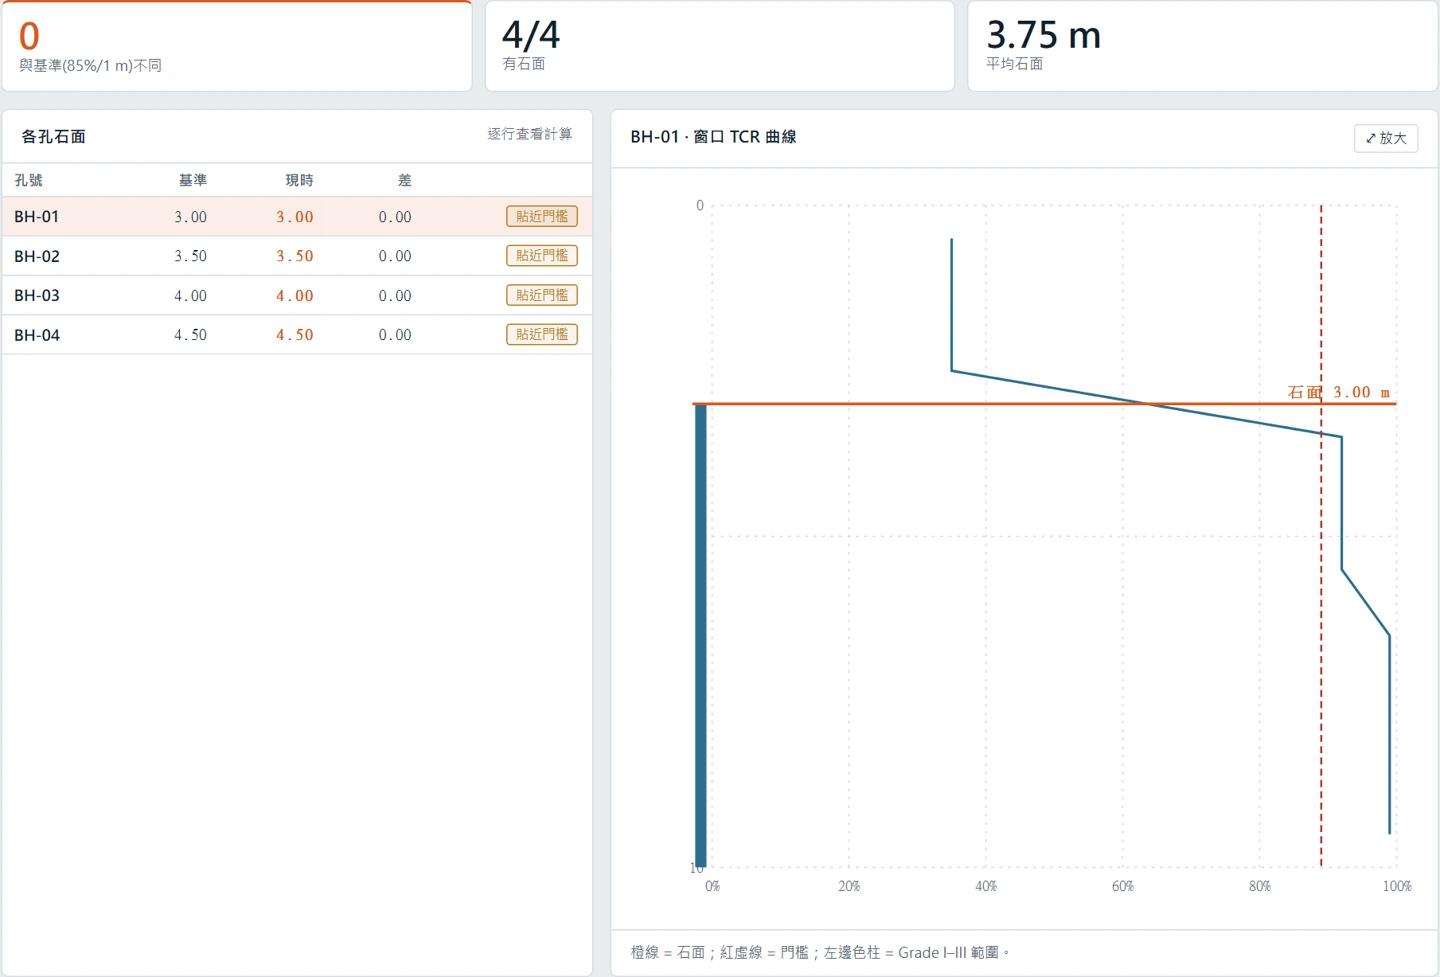 0
與基準(85%/1 m)不同
4/4
有石面
3.75 m
平均石面
各孔石面
逐行查看計算
孔號 基準 現時 差
BH-01 3.00 3.00 0.00 貼近門檻
BH-02 3.50 3.50 0.00 貼近門檻
BH-03 4.00 4.00 0.00 貼近門檻
BH-04 4.50 4.50 0.00 貼近門檻
BH-01 · 窗口 TCR 曲線
⤢ 放大
0
石面 3.00 m
10
0% 20% 40% 60% 80% 100%
橙線 = 石面；紅虛線 = 門檻；左邊色柱 = Grade I–III 範圍。